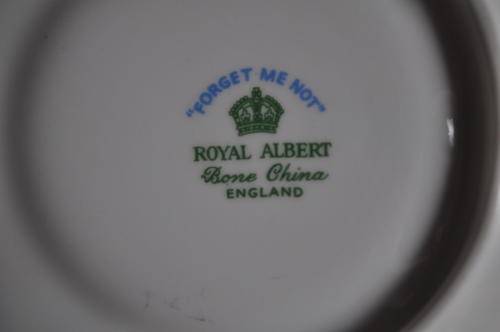 "FORGET ME NOT"
ROYAL ALBERT
Bone China
ENGLAND